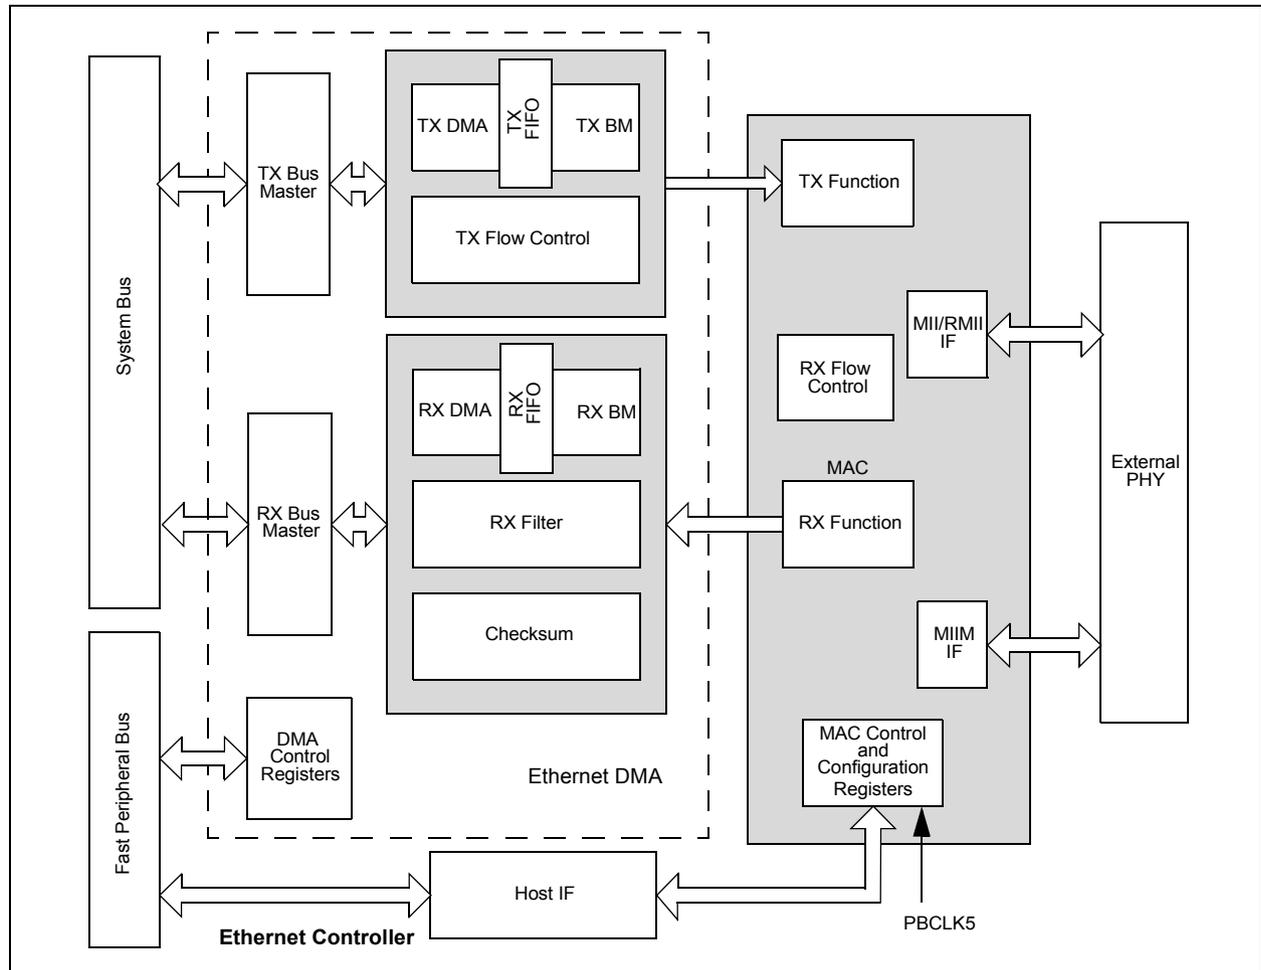 System Bus
Fast Peripheral Bus
TX Bus
Master
TX DMA
TX
FIFO
TX BM
TX Flow Control
RX Bus
Master
RX DMA
RX
FIFO
RX BM
RX Filter
Checksum
DMA
Control
Registers
Ethernet DMA
TX Function
MII/RMII
IF
RX Flow
Control
MAC
RX Function
MIIM
IF
MAC Control
and
Configuration
Registers
External
PHY
Host IF
PBCLK5
Ethernet Controller